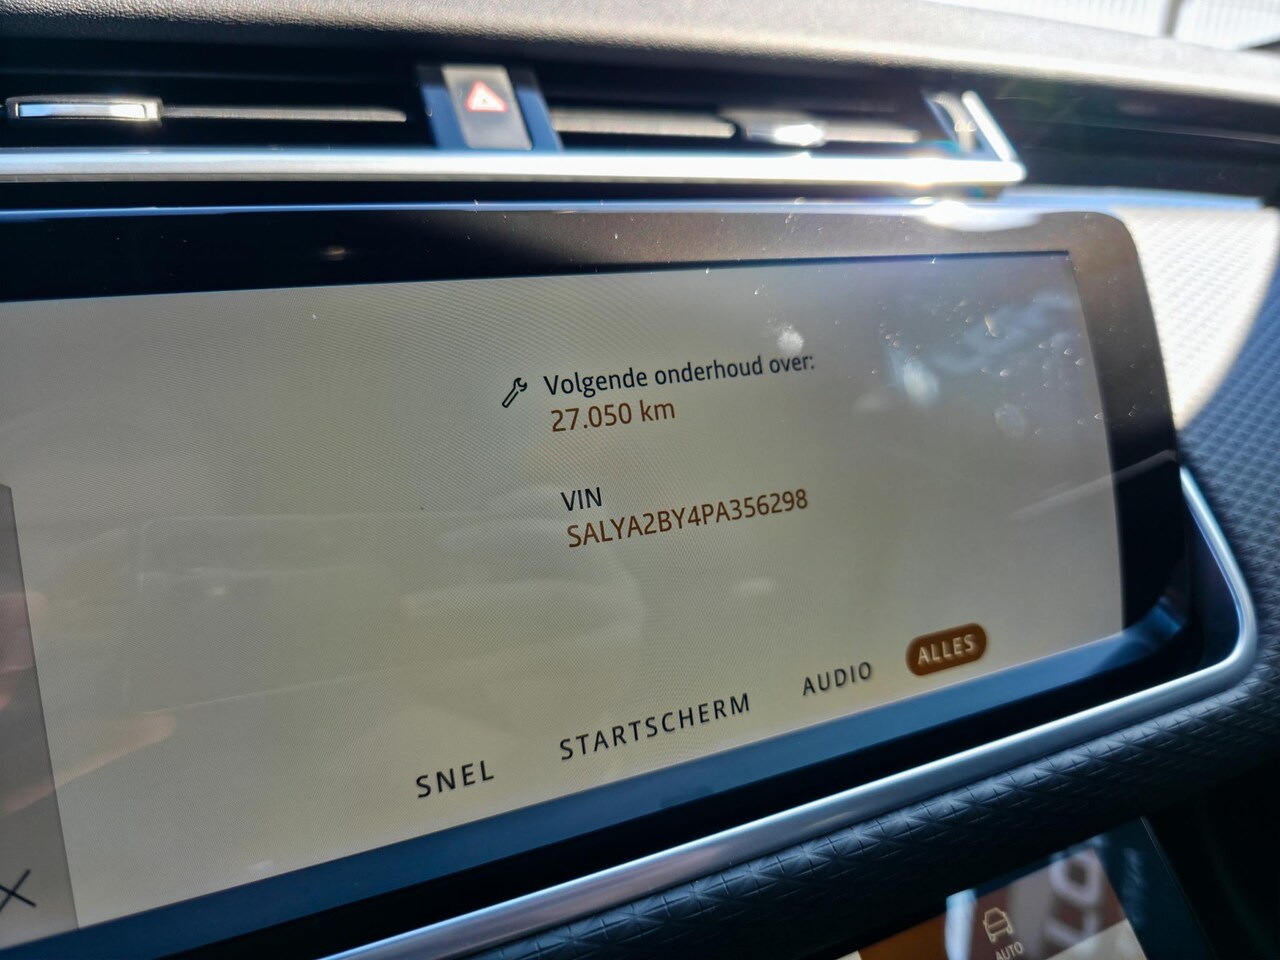 Volgende onderhoud over:
27.050 km
VIN
SALYA2BY4PA356298
SNEL
STARTSCHERM
AUDIO
ALLES
AUTO